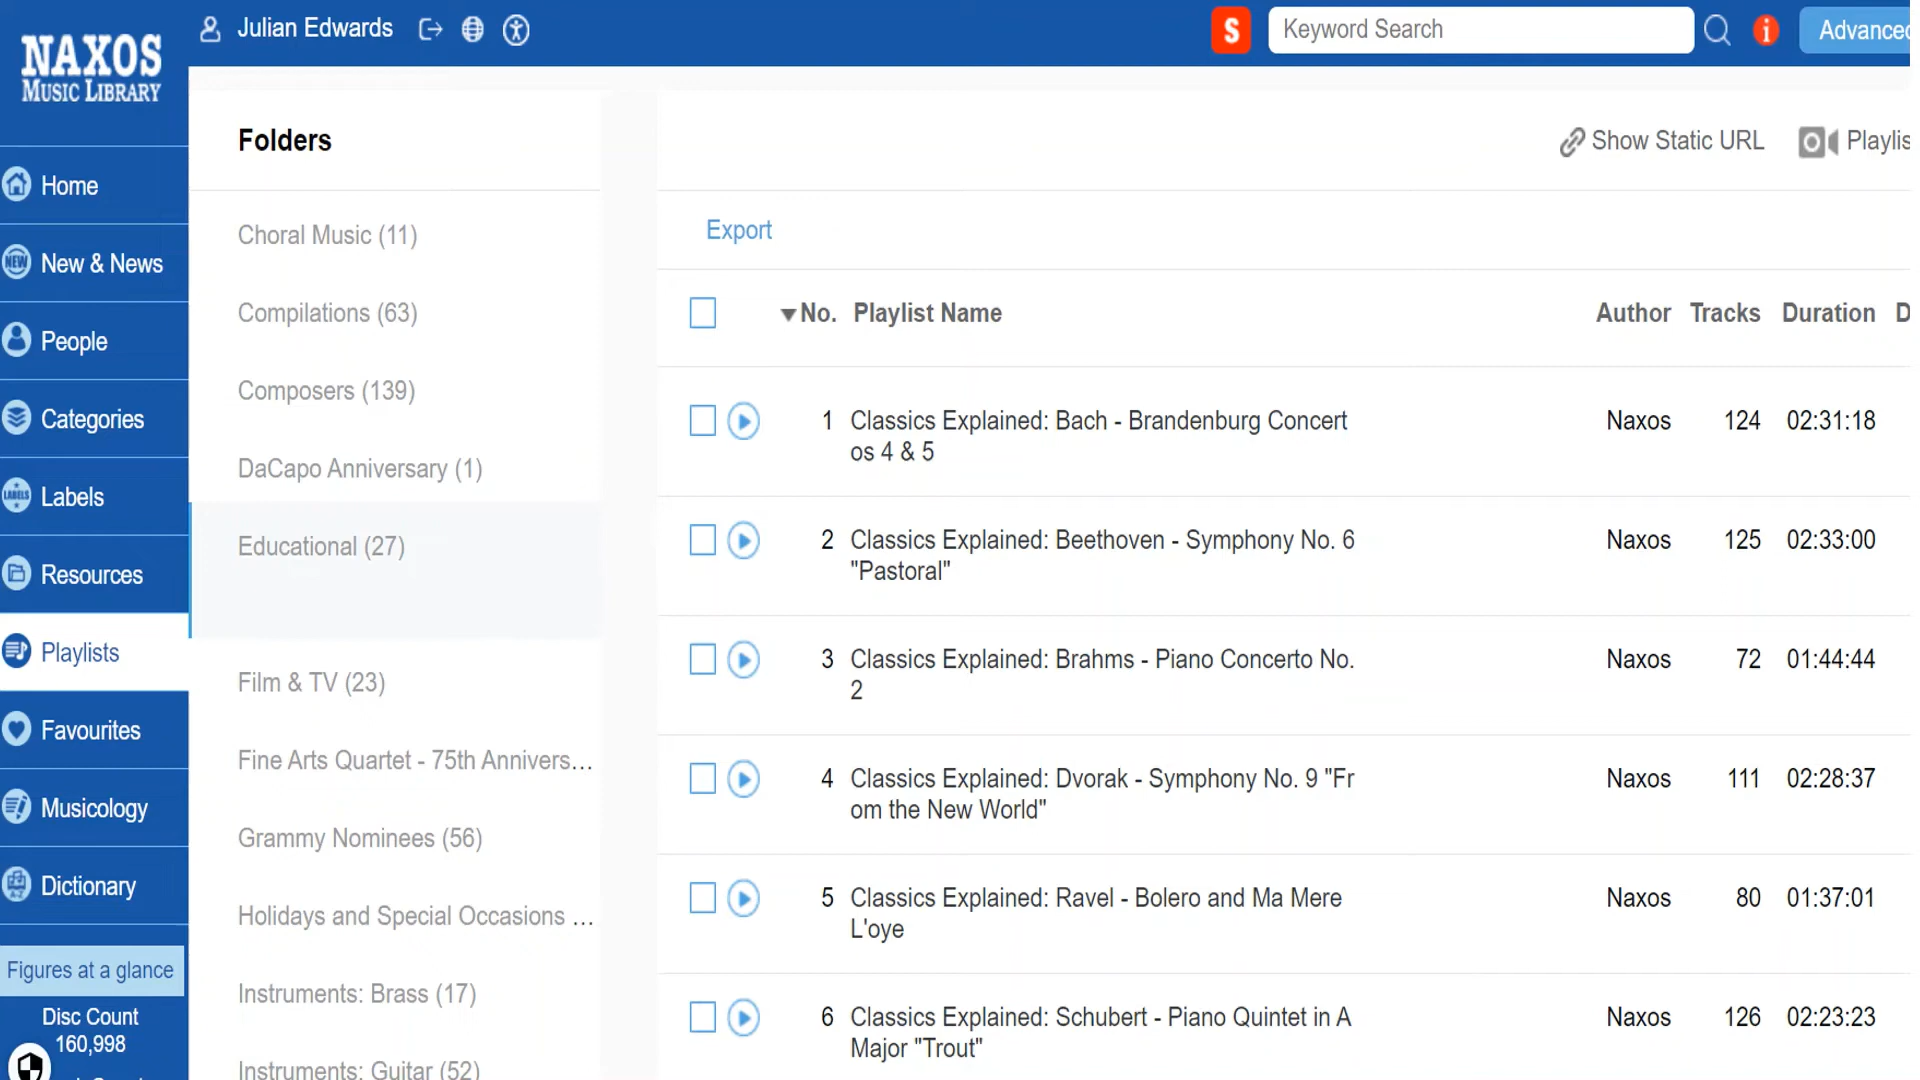 NAXOS
MUSIC LIBRARY
Julian Edwards
S
Keyword Search
i
Advanced
Home
NEW
New & News
People
Categories
LABELS
Labels
Resources
Playlists
Favourites
Musicology
Dictionary
Figures at a glance
Disc Count
160,998
Folders
Choral Music (11)
Compilations (63)
Composers (139)
DaCapo Anniversary (1)
Educational (27)
Film & TV (23)
Fine Arts Quartet - 75th Annivers...
Grammy Nominees (56)
Holidays and Special Occasions ...
Instruments: Brass (17)
Instruments: Guitar (52)
Show Static URL
Playlis
Export
▼No. Playlist Name Author Tracks Duration D
1 Classics Explained: Bach - Brandenburg Concert Naxos 124 02:31:18
os 4 & 5
2 Classics Explained: Beethoven - Symphony No. 6 Naxos 125 02:33:00
"Pastoral"
3 Classics Explained: Brahms - Piano Concerto No. Naxos 72 01:44:44
2
4 Classics Explained: Dvorak - Symphony No. 9 "Fr Naxos 111 02:28:37
om the New World"
5 Classics Explained: Ravel - Bolero and Ma Mere Naxos 80 01:37:01
L'oye
6 Classics Explained: Schubert - Piano Quintet in A Naxos 126 02:23:23
Major "Trout"